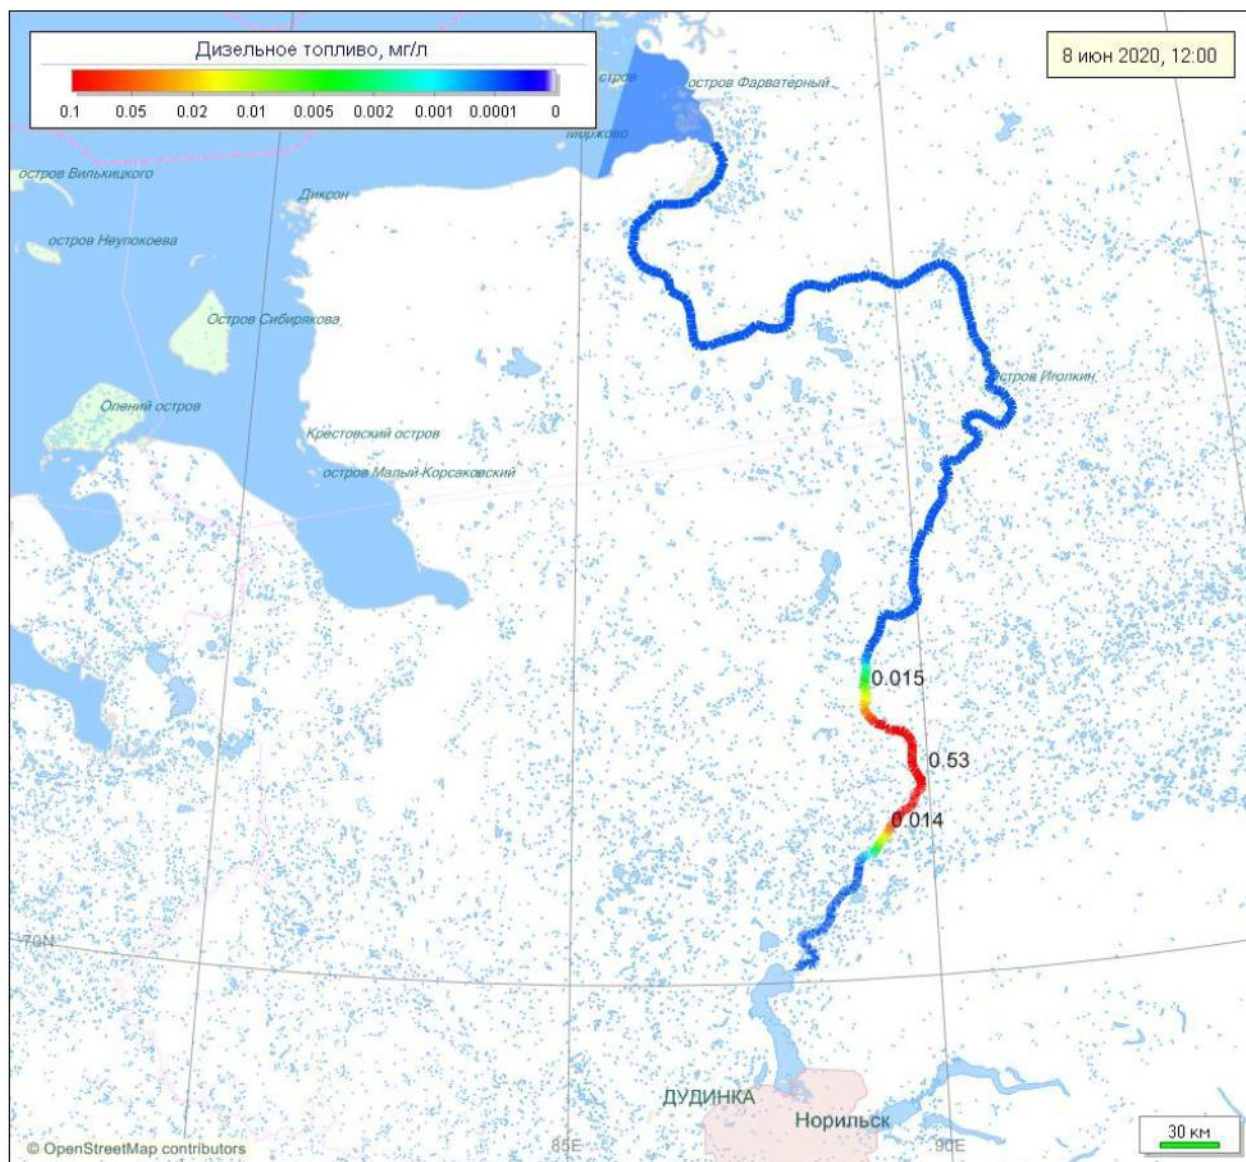 Дизельное топливо, мг/л
0.1 0.05 0.02 0.01 0.005 0.002 0.001 0.0001 0
8 июн 2020, 12:00
остров Фарватерный
остров Вилькицкого
Диксон
остров Неупокоева
Остров Сибирякова
Олений остров
Крестовский остров
остров Малый Корсаковский
остров Иголкин
0.015
0.53
0.014
70N
ДУДИНКА
Норильск
85E
90E
30 км
© OpenStreetMap contributors